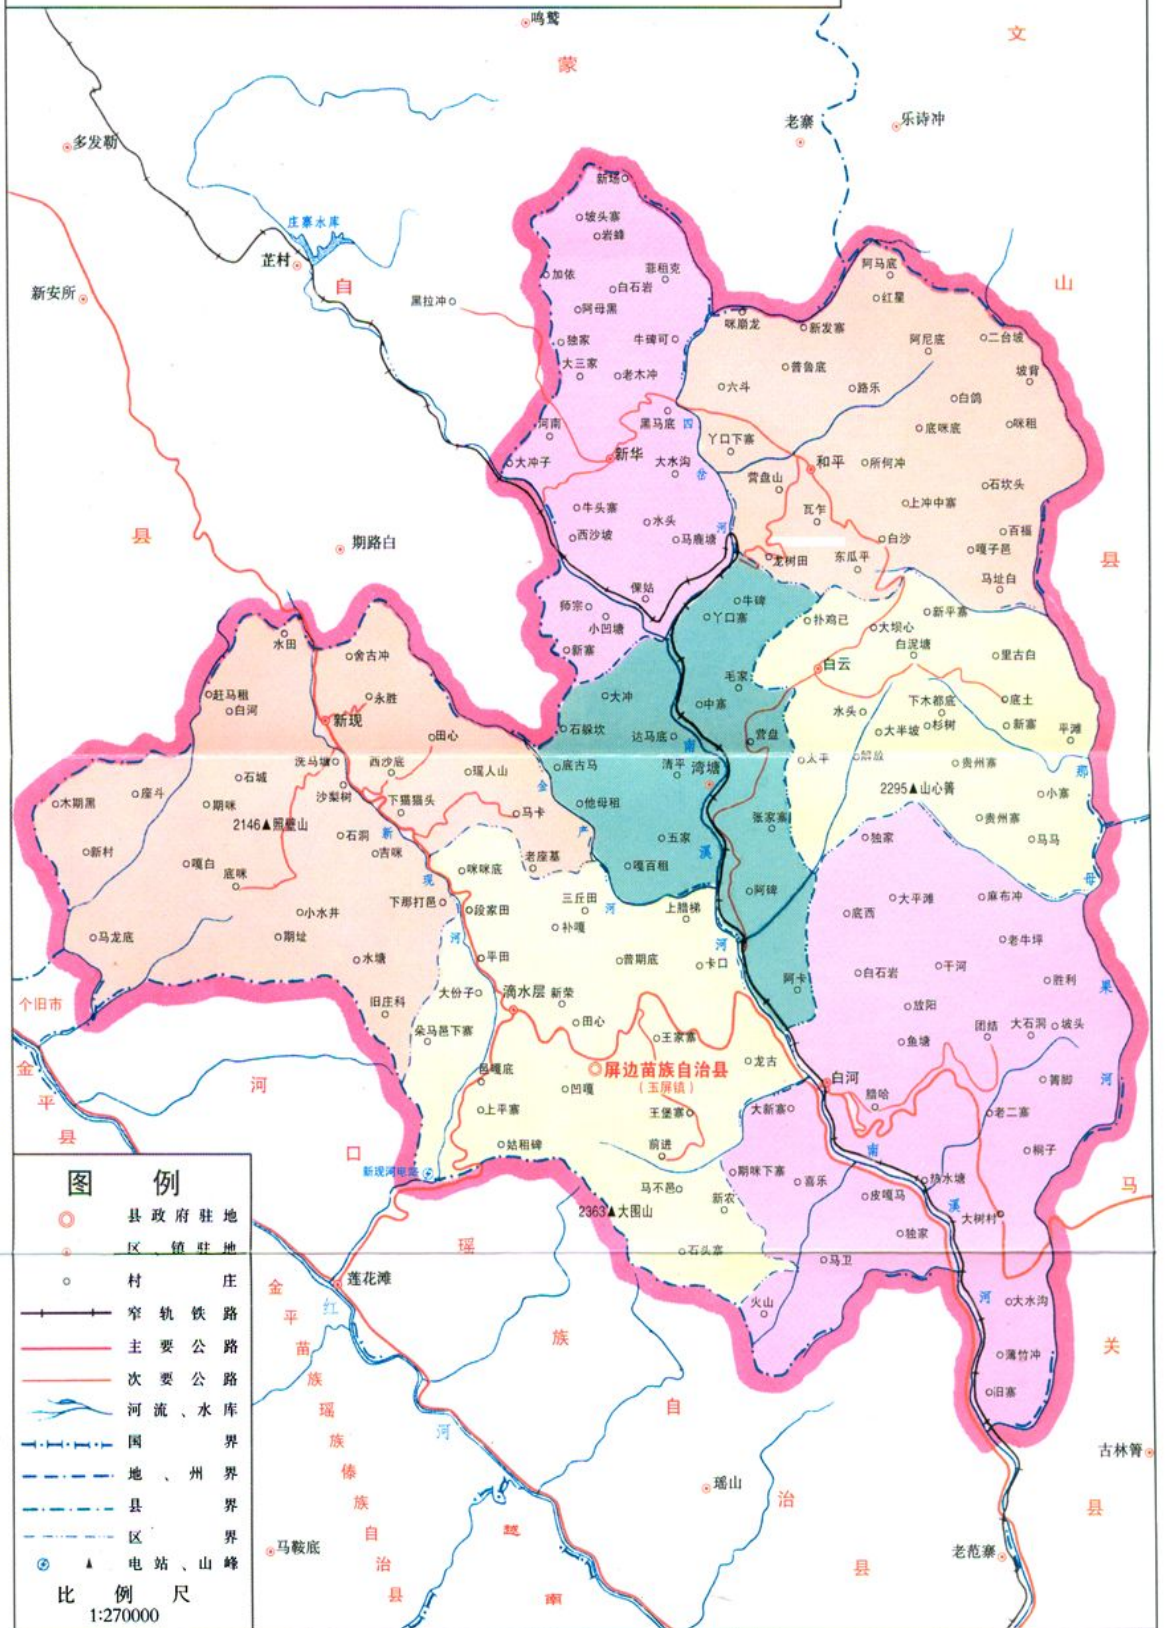 鸣鹫
文
蒙
乐诗冲
老寨
多发勒
新场
坡头寨
庄寨水库
岩蜂
芷村
阿马底
菲租克
加依
山
自
白石岩
新安所
红星
黑拉冲
阿母黑
咪崩龙
新发寨
独家
牛碑可
阿尼底
二台坡
大三家
普鲁底
坡背
老木冲
六斗
路乐
白鸽
河南
黑马底
四
底咪底
咪租
丫口下寨
新华
大冲子
大水沟
和平
所何冲
岔
营盘山
石坎头
牛头寨
瓦乍
上冲中寨
水头
河
县
西沙坡
马鹿塘
白沙
百福
期路白
嘎子邑
龙树田
东瓜平
县
马址白
倮姑
师宗
牛碑
小凹塘
丫口寨
扑鸡己
新平寨
大坝心
水田
白泥塘
新寨
舍古冲
里古白
白云
毛家
赶马租
永胜
大冲
中寨
下木都底
底土
白河
水头
新现
石躲坎
杉树
新寨
田心
达马底
营盘
大半坡
平滩
南
洗马塘
西沙底
底古马
清平
太平
解放
贵州寨
那
瑶人山
湾塘
石城
沙梨树
金
2295▲山心箐
座斗
小寨
木期黑
期咪
下猫猫头
马卡
他母租
张家寨
贵州寨
2146▲照壁山
石洞
新
产
五家
独家
马马
新村
吉咪
溪
嘎白
老座基
底咪
咪咪底
嘎百租
现
阿碑
下那打邑
段家田
三丘田
河
上腊梯
大平滩
麻布冲
小水井
底西
马龙底
期址
河
补嘎
河
老牛坪
平田
普期底
卡口
水塘
白石岩
干河
胜利
个旧市
大份子
滴水层
新荣
阿卡
果
旧庄科
放阳
田心
团结
大石洞
坡头
朵马邑下寨
王家寨
鱼塘
金
邑嘎底
屏边苗族自治县
(玉屏镇)
龙古
白河
箐脚
河
河
凹嘎
腊哈
平
上平寨
王堡寨
大新寨
老二寨
县
姑租碑
前进
南
桐子
口
新现河电站
期咪下寨
喜乐
热水塘
马
马不邑
新农
皮嘎马
溪
2363▲大围山
大树村
瑶
石头寨
独家
马卫
莲花滩
金
红
火山
河
大水沟
平
族
苗
薄竹冲
关
族
旧寨
瑶
自
河
族
古林箐
傣
瑶山
族
治
县
自
越
马鞍底
老范寨
治
县
县
南
图 例
县政府驻地
区、镇驻地
村 庄
窄轨铁路
主要公路
次要公路
河流、水库
国 界
地、州界
县 界
区 界
电站、山峰
比 例 尺
1:270000